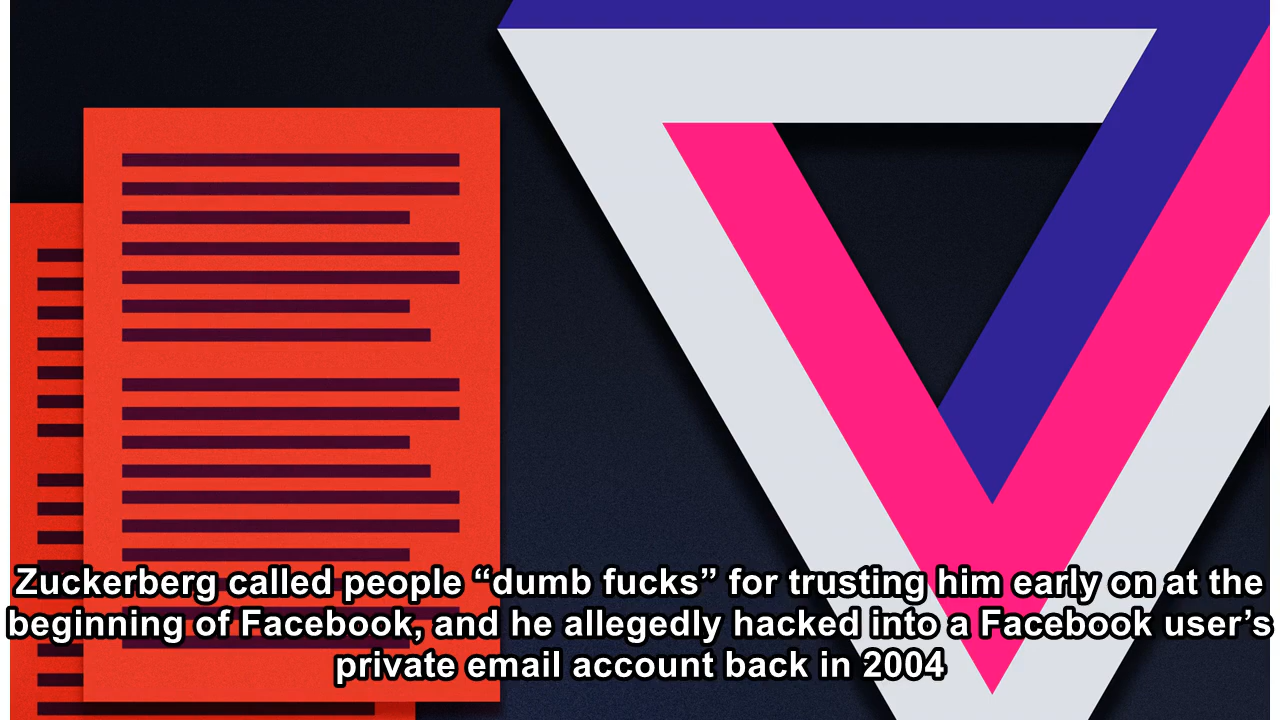 Zuckerberg called people “dumb fucks” for trusting him early on at the
beginning of Facebook, and he allegedly hacked into a Facebook user’s
private email account back in 2004